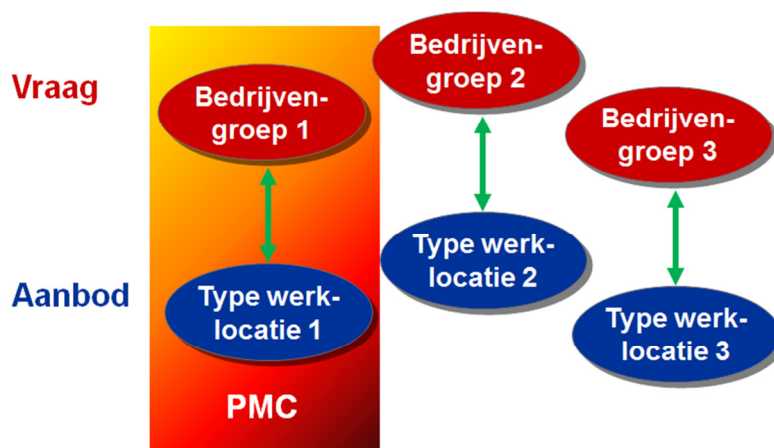 Vraag
Bedrijven-
groep 1
Bedrijven-
groep 2
Bedrijven-
groep 3
Aanbod
Type werk-
locatie 1
Type werk-
locatie 2
Type werk-
locatie 3
PMC